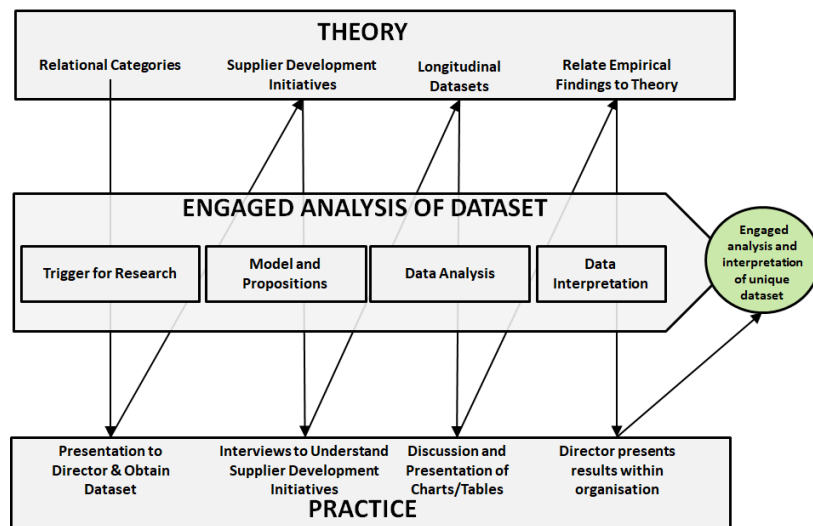 THEORY
Relational Categories
Supplier Development
Initiatives
Longitudinal
Datasets
Relate Empirical
Findings to Theory
ENGAGED ANALYSIS OF DATASET
Trigger for Research
Model and
Propositions
Data Analysis
Data
Interpretation
Engaged
analysis and
interpretation
of unique
dataset
Presentation to
Director & Obtain
Dataset
Interviews to Understand
Supplier Development
Initiatives
Discussion and
Presentation of
Charts/Tables
Director presents
results within
organisation
PRACTICE